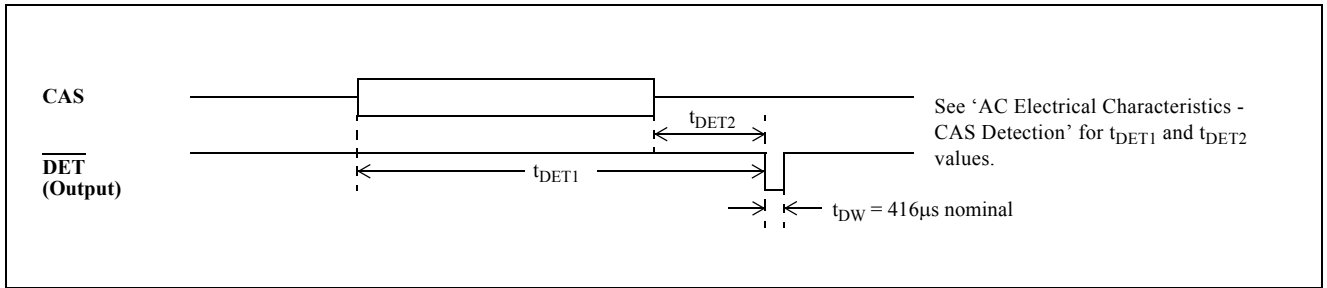 CAS
See ‘AC Electrical Characteristics -
CAS Detection’ for tDET1 and tDET2
values.
tDET2
DET
(Output)
tDET1
tDW = 416μs nominal